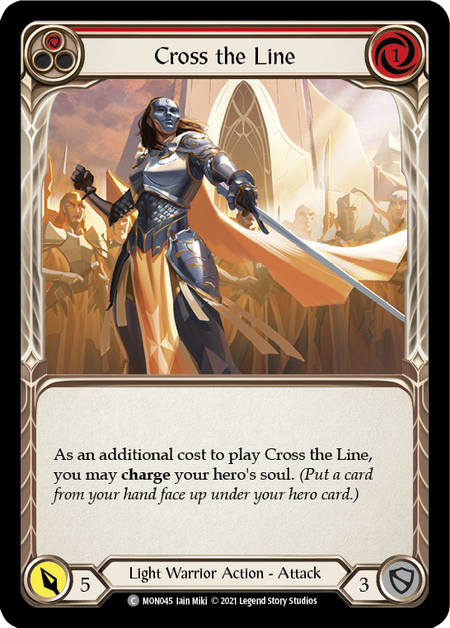 Cross the Line
1
As an additional cost to play Cross the Line,
you may charge your hero's soul. (Put a card
from your hand face up under your hero card.)
5
Light Warrior Action - Attack
3
C MON045 Iain Miki © 2021 Legend Story Studios